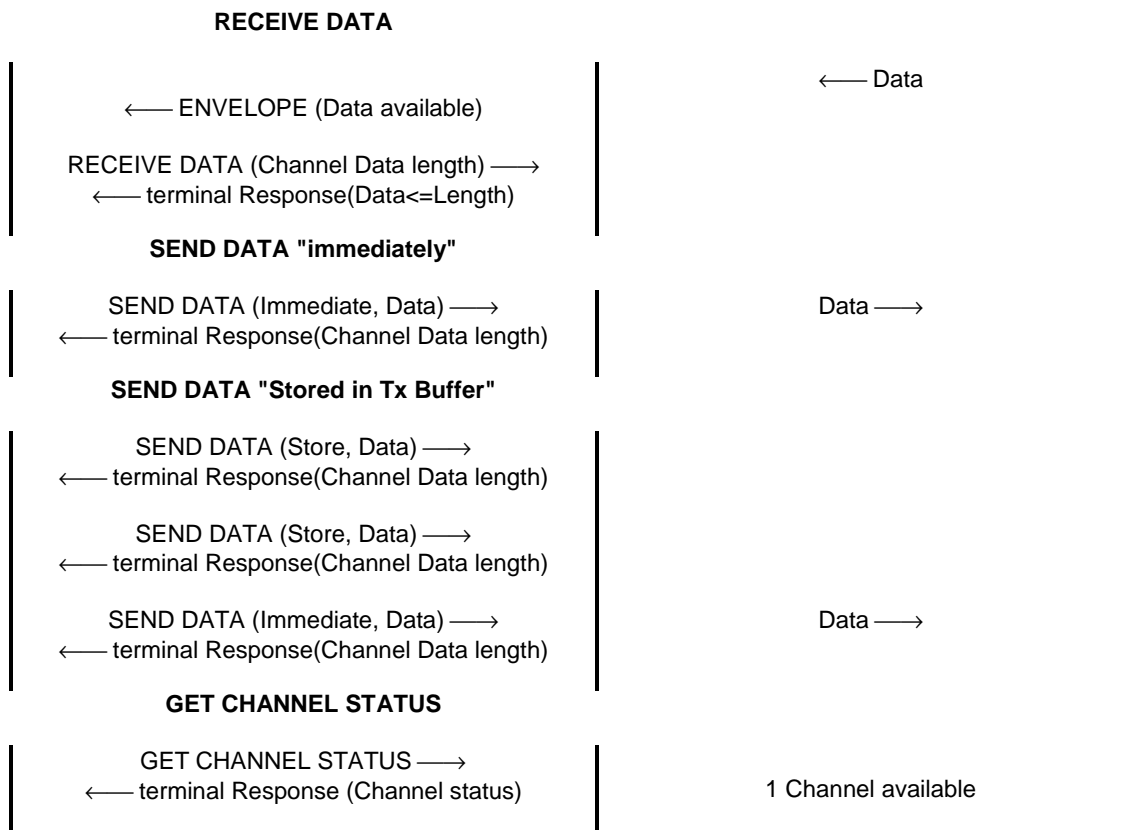 RECEIVE DATA
← Data
← ENVELOPE (Data available)
RECEIVE DATA (Channel Data length) →
← terminal Response(Data<=Length)
SEND DATA "immediately"
SEND DATA (Immediate, Data) → Data →
← terminal Response(Channel Data length)
SEND DATA "Stored in Tx Buffer"
SEND DATA (Store, Data) →
← terminal Response(Channel Data length)
SEND DATA (Store, Data) →
← terminal Response(Channel Data length)
SEND DATA (Immediate, Data) → Data →
← terminal Response(Channel Data length)
GET CHANNEL STATUS
GET CHANNEL STATUS →
← terminal Response (Channel status) 1 Channel available